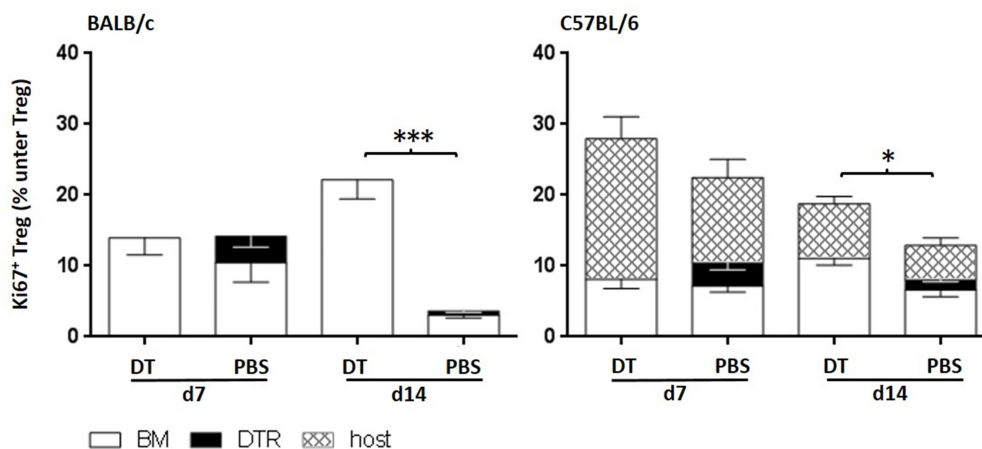 BALB/c
C57BL/6
Ki67+ Treg (% unter Treg)
40
30
20
10
0
***
DT
PBS
DT
PBS
d7
d14
40
30
20
10
0
*
DT
PBS
DT
PBS
d7
d14
BM
DTR
host